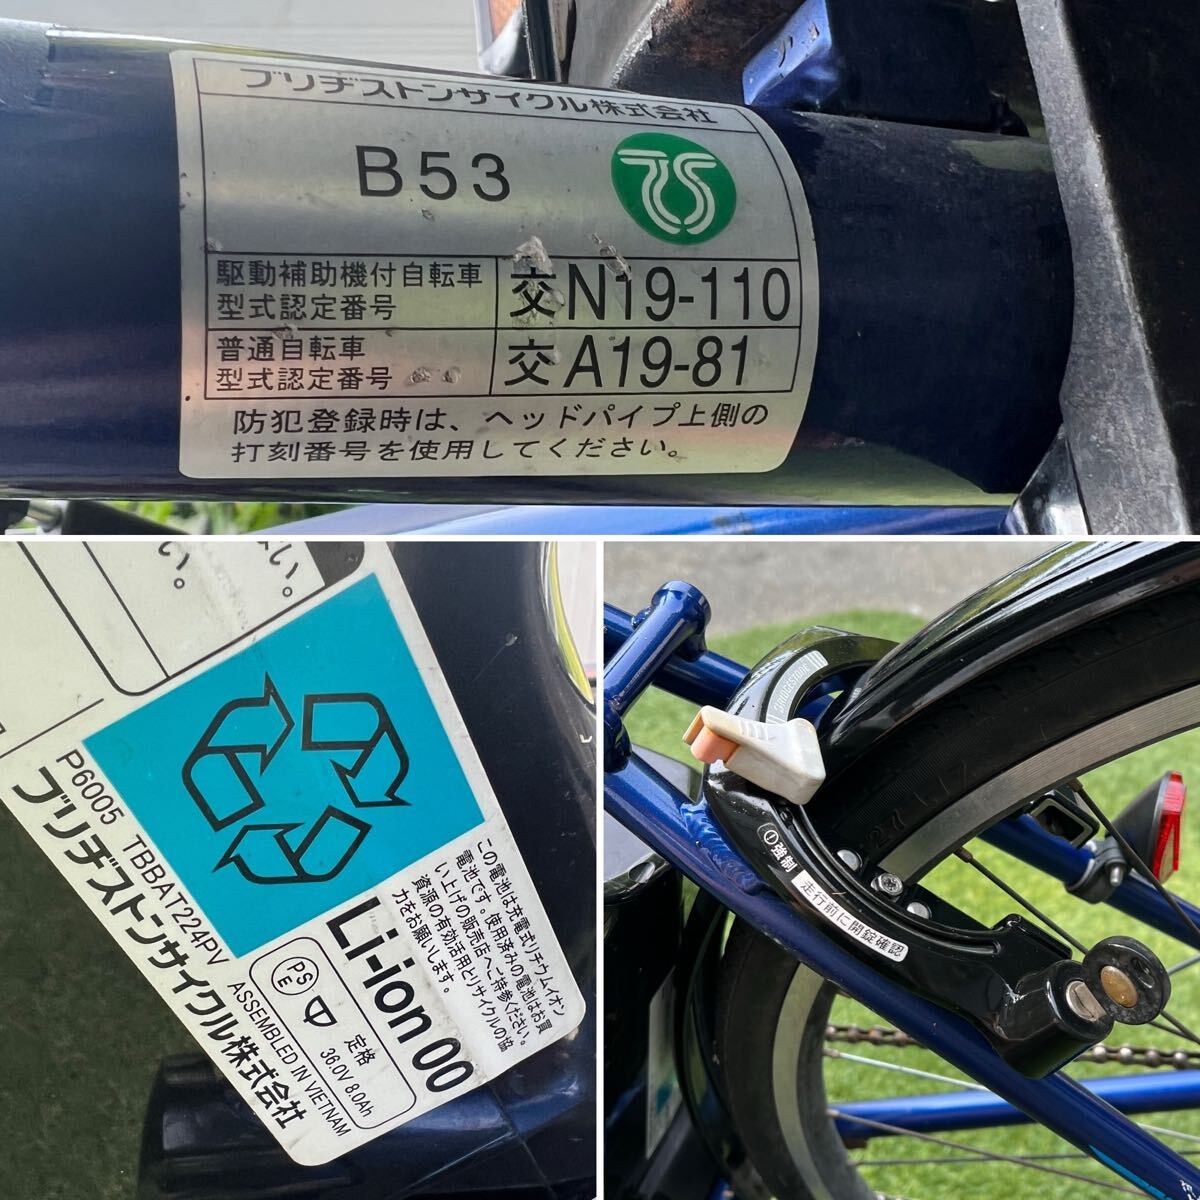 ブリヂストンサイクル株式会社
B53
駆動補助機付自転車
型式認定番号
交N19-110
普通自転車
型式認定番号
交A19-81
防犯登録時は、ヘッドパイプ上側の
打刻番号を使用してください。
い。
さい。
P6005 TBBAT224PV
ブリヂストンサイクル株式会社
ASSEMBLED IN VIETNAM
Li-ion 00
この電池は充電式リチウムイオン
電池です。使用済みの電池はお買
い上げの販売店へご持参ください。
資源の有効活用とリサイクルの協
力をお願いします。
PS
E
定格
36.0V 8.0Ah
BRIDGESTONE
①強制
走行前に開錠確認